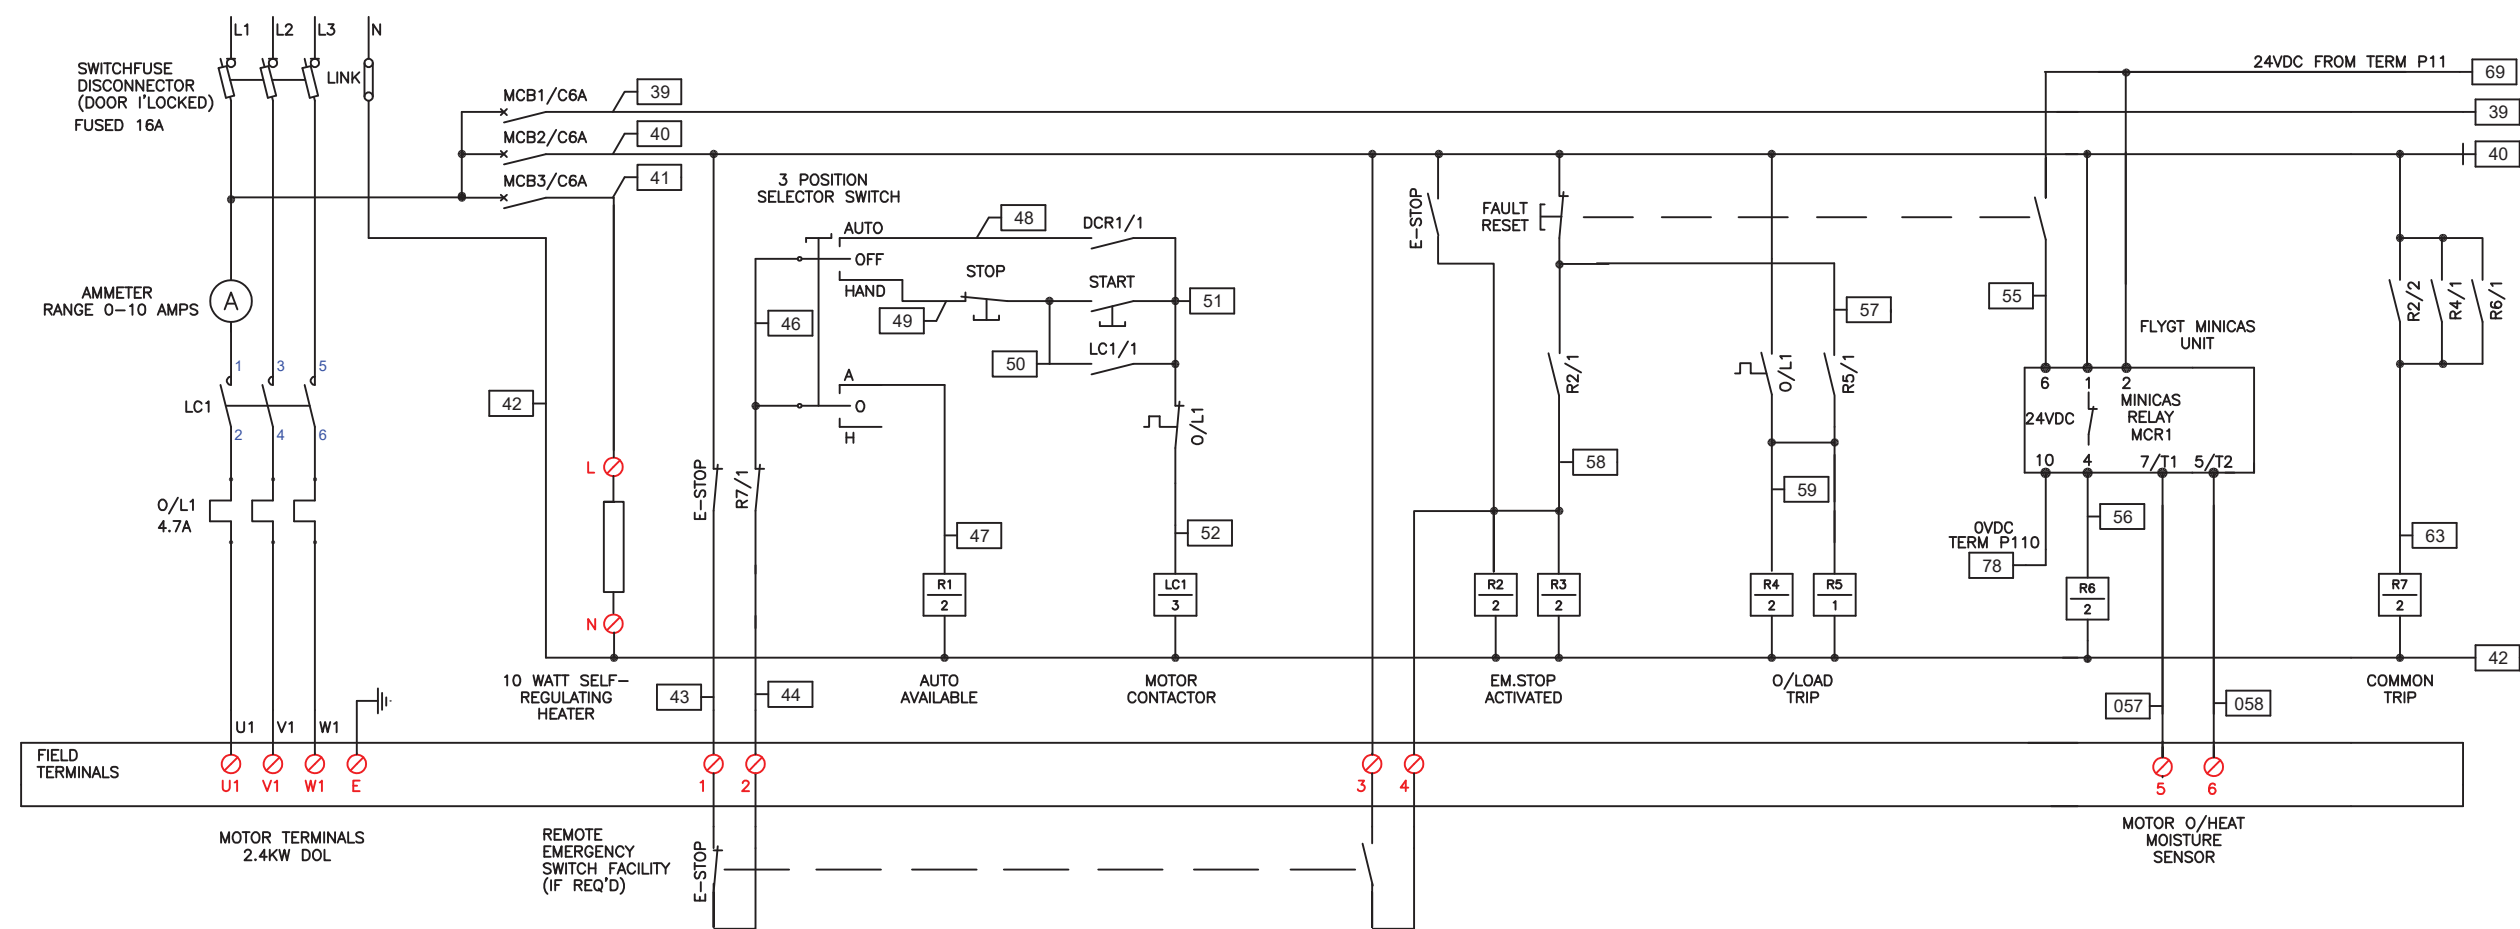 L1
L2
L3
N
SWITCHFUSE
DISCONNECTOR
(DOOR I'LOCKED)
FUSED 16A
LINK
MCB1/C6A
39
MCB2/C6A
40
MCB3/C6A
41
24VDC FROM TERM P11
69
39
40
3 POSITION
SELECTOR SWITCH
AUTO
OFF
HAND
48
DCR1/1
STOP
START
49
51
46
50
LC1/1
A
O
H
E-STOP
FAULT
RESET
55
57
R2/2
R4/1
R6/1
FLYGT MINICAS
UNIT
AMMETER
RANGE 0-10 AMPS
A
1
3
5
LC1
2
4
6
42
O/L1
R2/1
O/L1
R5/1
6
1
2
24VDC
MINICAS
RELAY
MCR1
10
4
7/T1
5/T2
L
E-STOP
R7/1
58
59
O/L1
4.7A
47
52
56
63
0VDC
TERM P110
78
R1
2
LC1
3
R2
2
R3
2
R4
2
R5
1
R6
2
R7
2
N
42
10 WATT SELF-
REGULATING
HEATER
43
44
AUTO
AVAILABLE
MOTOR
CONTACTOR
EM.STOP
ACTIVATED
O/LOAD
TRIP
057
058
COMMON
TRIP
U1
V1
W1
FIELD
TERMINALS
U1
V1
W1
E
1
2
3
4
5
6
MOTOR TERMINALS
2.4KW DOL
REMOTE
EMERGENCY
SWITCH FACILITY
(IF REQ'D)
E-STOP
MOTOR O/HEAT
MOISTURE
SENSOR